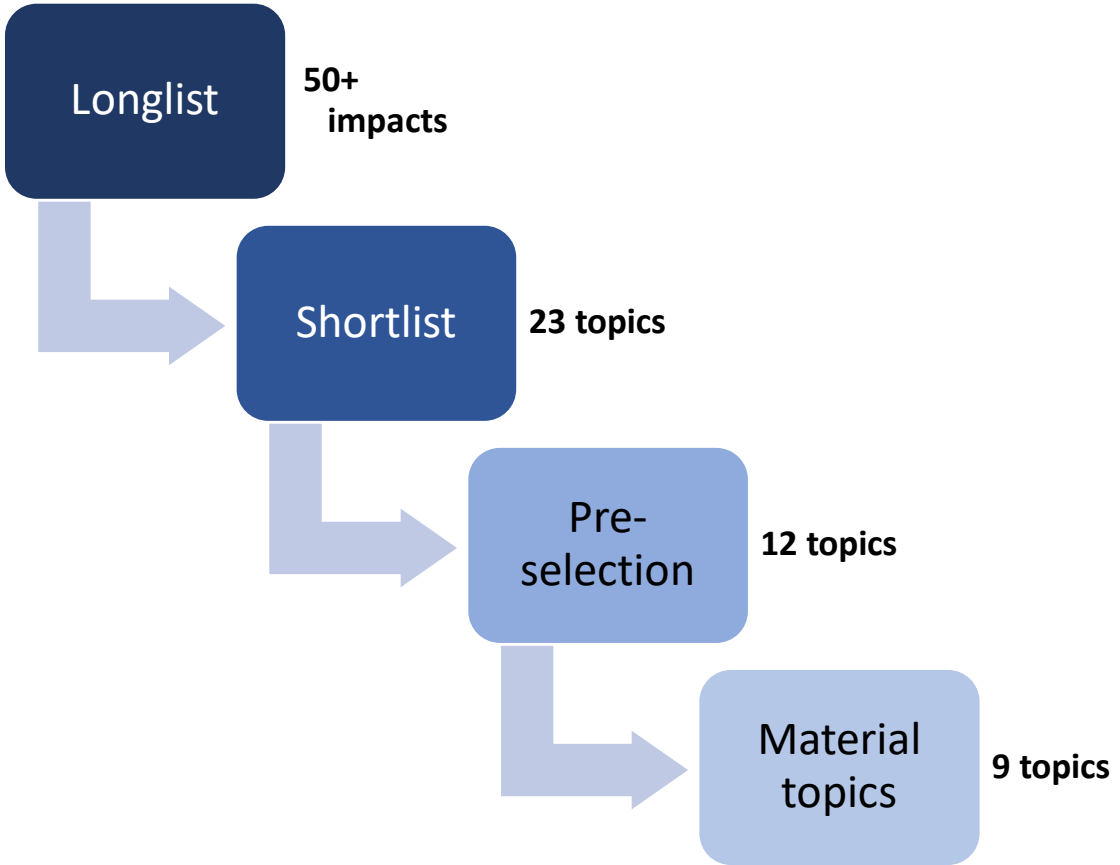 Longlist
50+
impacts
Shortlist
23 topics
Pre-
selection
12 topics
Material
topics
9 topics